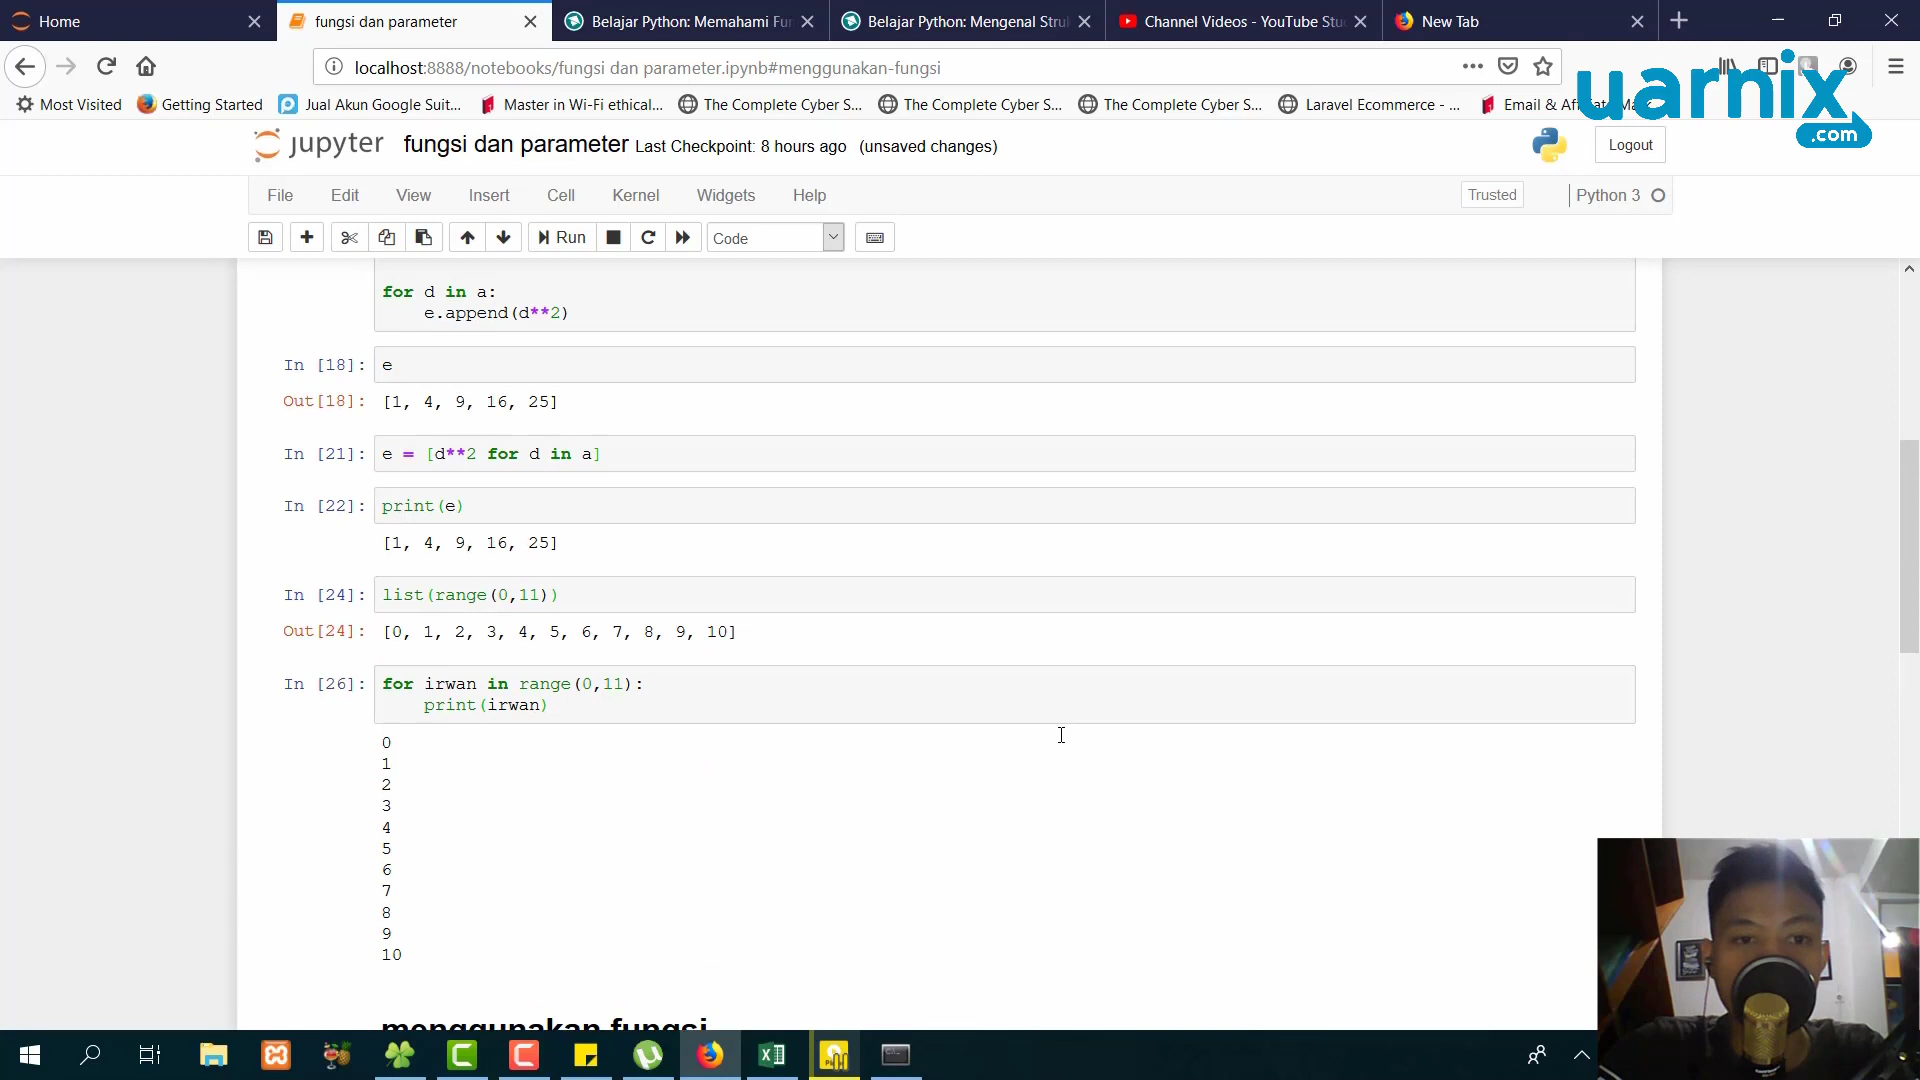 Home
fungsi dan parameter
Belajar Python: Memahami Fun
Belajar Python: Mengenal Struk
Channel Videos - YouTube Stu
New Tab
localhost:8888/notebooks/fungsi dan parameter.ipynb#menggunakan-fungsi
uarnix
.com
Most Visited
Getting Started
Jual Akun Google Suit...
Master in Wi-Fi ethical...
The Complete Cyber S...
The Complete Cyber S...
The Complete Cyber S...
Laravel Ecommerce - ...
jupyter fungsi dan parameter Last Checkpoint: 8 hours ago (unsaved changes)
Logout
File Edit View Insert Cell Kernel Widgets Help
Trusted
Python 3
Run
Code
for d in a:
e.append(d**2)
In [18]: e
Out[18]: [1, 4, 9, 16, 25]
In [21]: e = [d**2 for d in a]
In [22]: print(e)
[1, 4, 9, 16, 25]
In [24]: list(range(0,11))
Out[24]: [0, 1, 2, 3, 4, 5, 6, 7, 8, 9, 10]
In [26]: for irwan in range(0,11):
print(irwan)
0
1
2
3
4
5
6
7
8
9
10
menggunakan fungsi